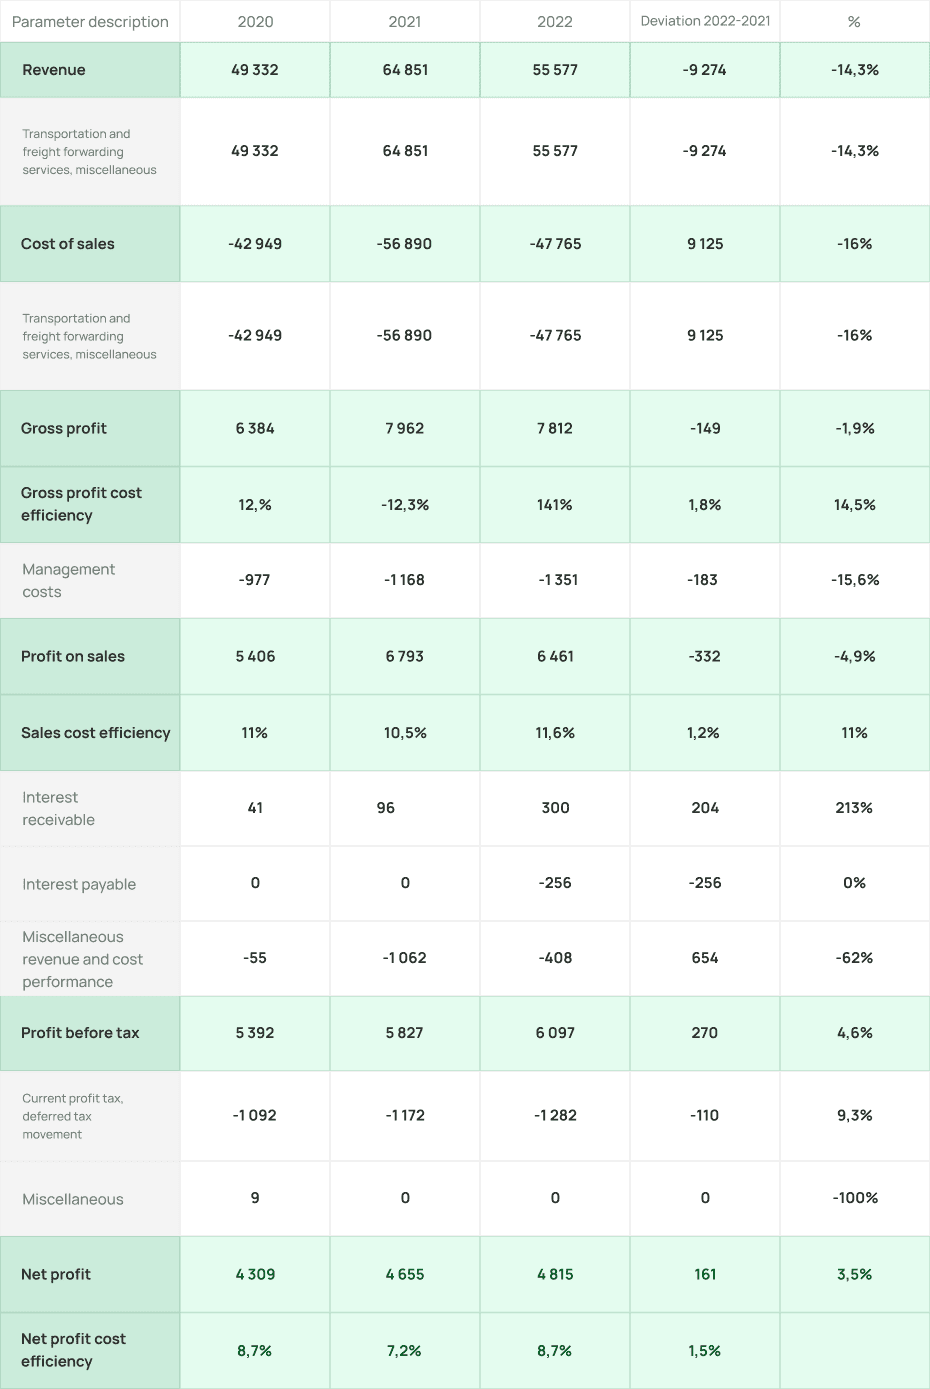 Parameter description 2020 2021 2022 Deviation 2022-2021 %
Revenue 49 332 64 851 55 577 -9 274 -14,3%
Transportation and
freight forwarding
services, miscellaneous 49 332 64 851 55 577 -9 274 -14,3%
Cost of sales -42 949 -56 890 -47 765 9 125 -16%
Transportation and
freight forwarding
services, miscellaneous -42 949 -56 890 -47 765 9 125 -16%
Gross profit 6 384 7 962 7 812 -149 -1,9%
Gross profit cost
efficiency 12,% -12,3% 141% 1,8% 14,5%
Management
costs -977 -1 168 -1 351 -183 -15,6%
Profit on sales 5 406 6 793 6 461 -332 -4,9%
Sales cost efficiency 11% 10,5% 11,6% 1,2% 11%
Interest
receivable 41 96 300 204 213%
Interest payable 0 0 -256 -256 0%
Miscellaneous
revenue and cost
performance -55 -1 062 -408 654 -62%
Profit before tax 5 392 5 827 6 097 270 4,6%
Current profit tax,
deferred tax
movement -1 092 -1 172 -1 282 -110 9,3%
Miscellaneous 9 0 0 0 -100%
Net profit 4 309 4 655 4 815 161 3,5%
Net profit cost
efficiency 8,7% 7,2% 8,7% 1,5%